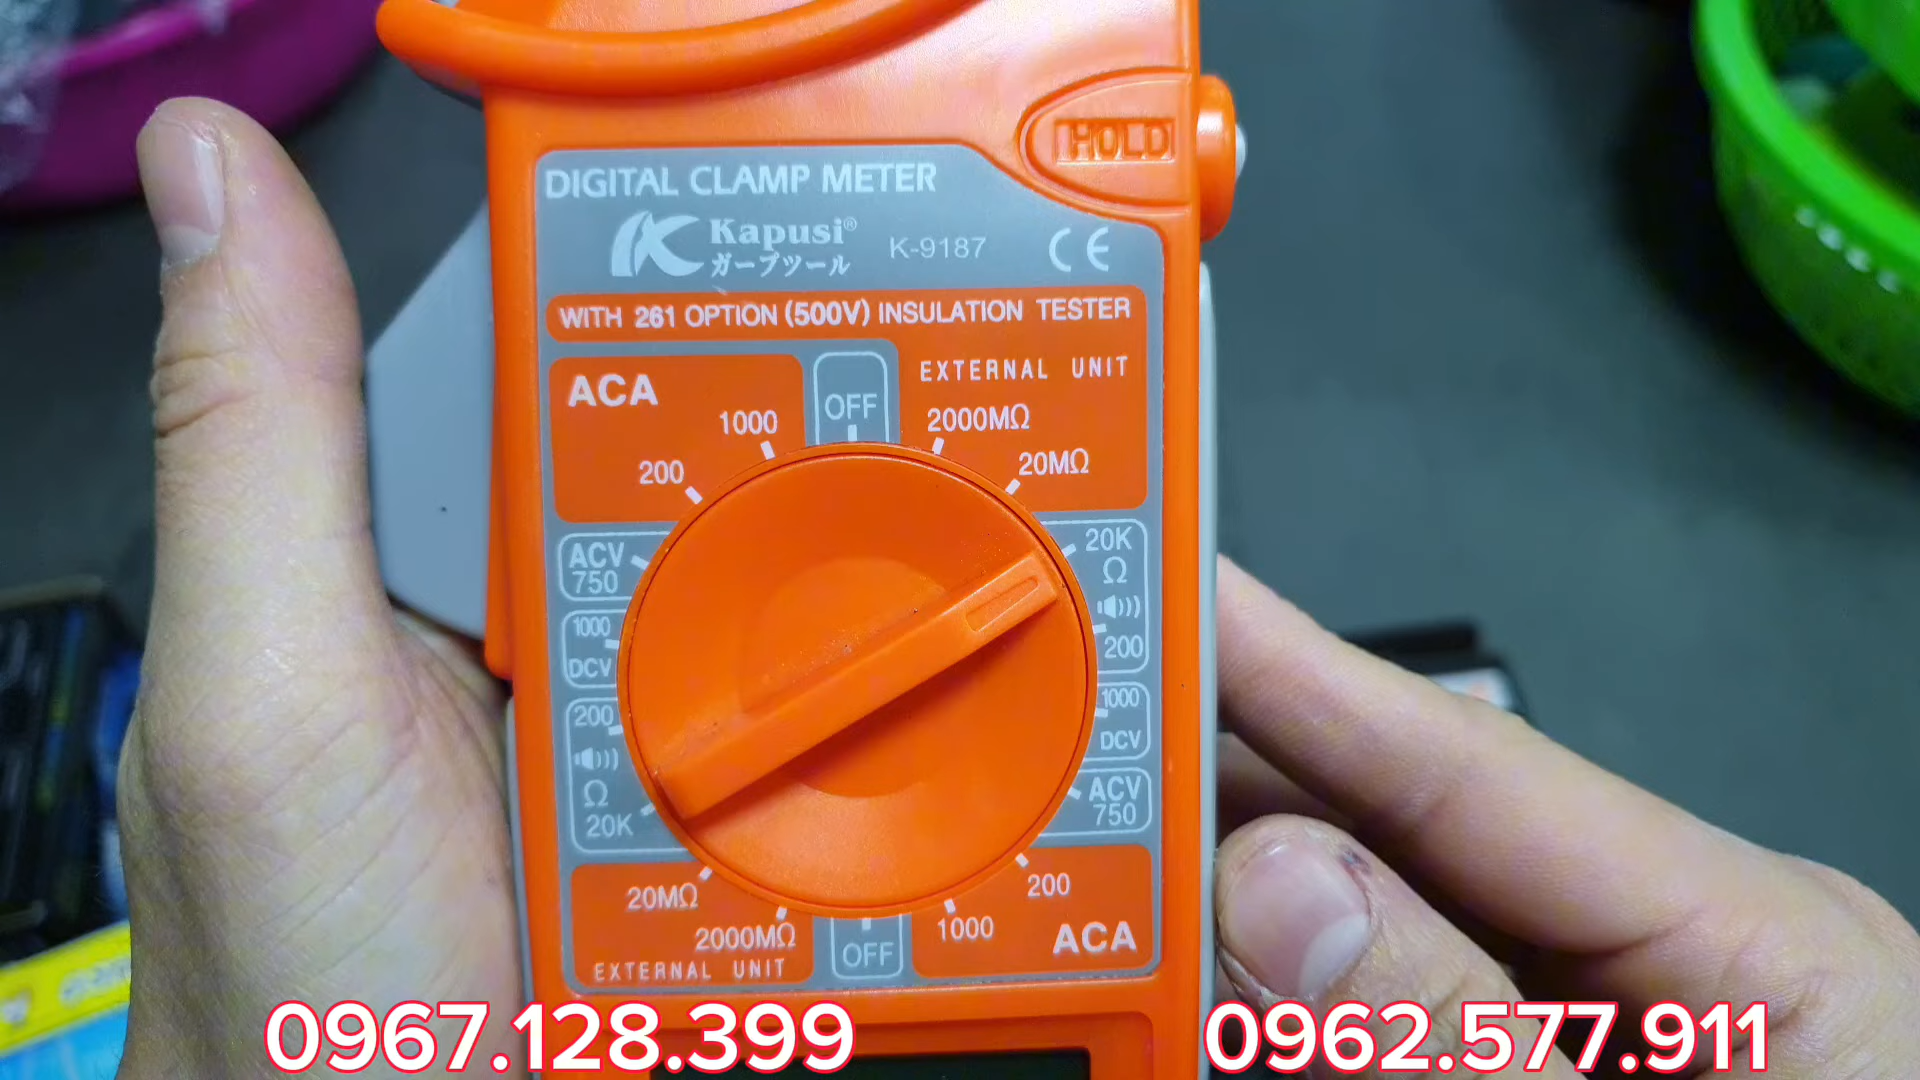 HOLD
DIGITAL CLAMP METER
Kapusi®
ガープツール
K-9187
CE
WITH 261 OPTION (500V) INSULATION TESTER
EXTERNAL UNIT
ACA
OFF
1000
2000MΩ
200
20MΩ
ACV
750
20K
Ω
200
1000
DCV
1000
DCV
200
Ω
20K
ACV
750
20MΩ
200
2000MΩ
OFF
1000
ACA
EXTERNAL UNIT
0967.128.399
0962.577.911